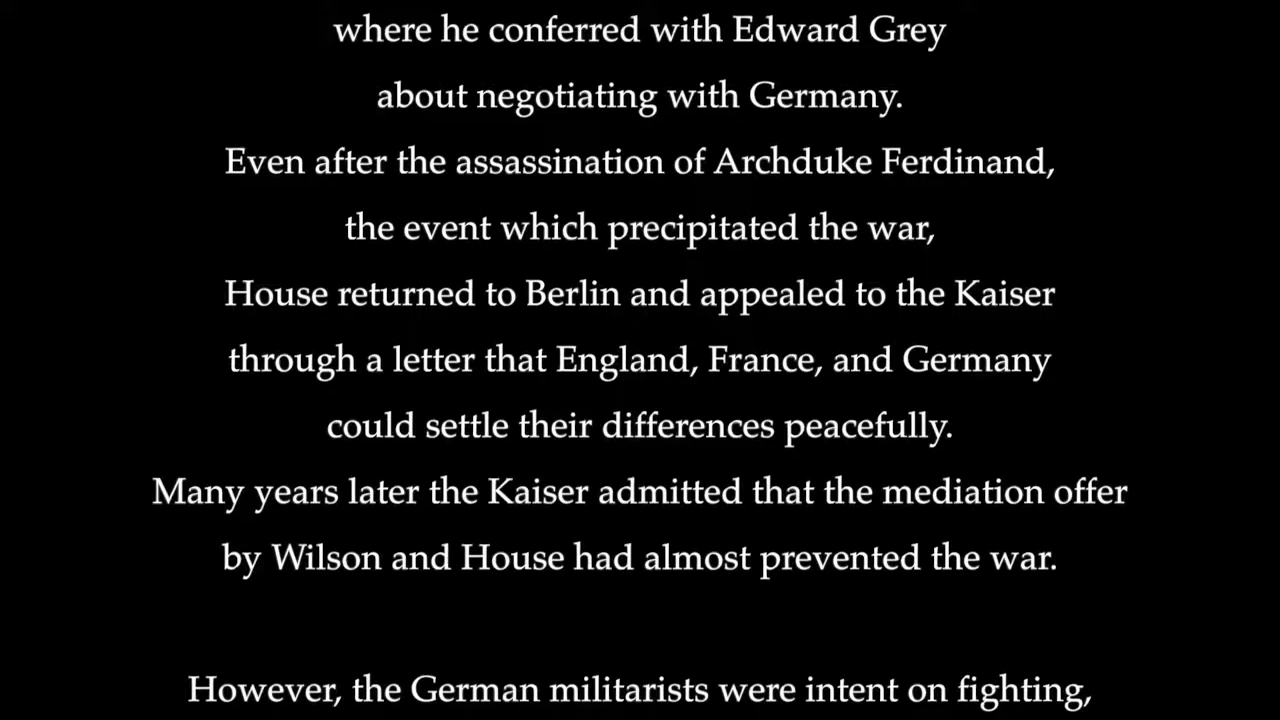 where he conferred with Edward Grey
about negotiating with Germany.
Even after the assassination of Archduke Ferdinand,
the event which precipitated the war,
House returned to Berlin and appealed to the Kaiser
through a letter that England, France, and Germany
could settle their differences peacefully.
Many years later the Kaiser admitted that the mediation offer
by Wilson and House had almost prevented the war.
However, the German militarists were intent on fighting,